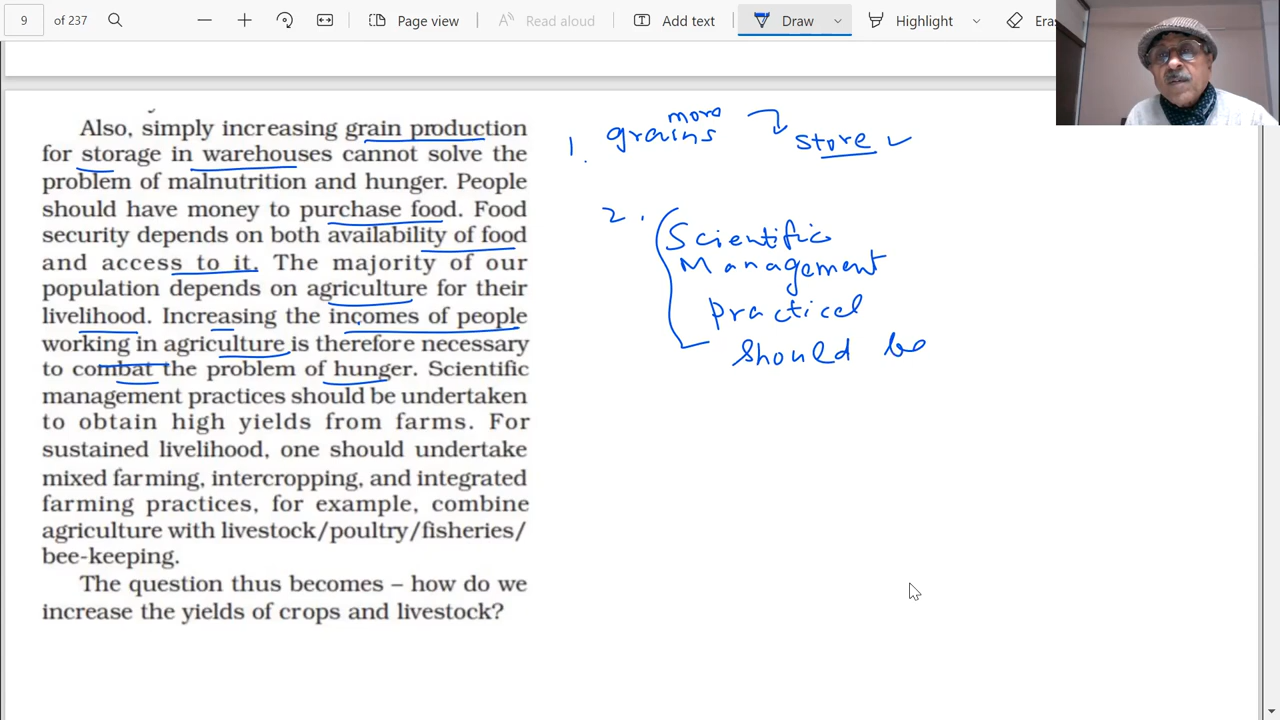 9 of 237
Page view
Read aloud
Add text
Draw
Highlight
Also, simply increasing grain production
for storage in warehouses cannot solve the
problem of malnutrition and hunger. People
should have money to purchase food. Food
security depends on both availability of food
and access to it. The majority of our
population depends on agriculture for their
livelihood. Increasing the incomes of people
working in agriculture is therefore necessary
to combat the problem of hunger. Scientific
management practices should be undertaken
to obtain high yields from farms. For
sustained livelihood, one should undertake
mixed farming, intercropping, and integrated
farming practices, for example, combine
agriculture with livestock/poultry/fisheries/
bee-keeping.
The question thus becomes – how do we
increase the yields of crops and livestock?
more
1. grains store
2. Scientific
Management
Practical
should be